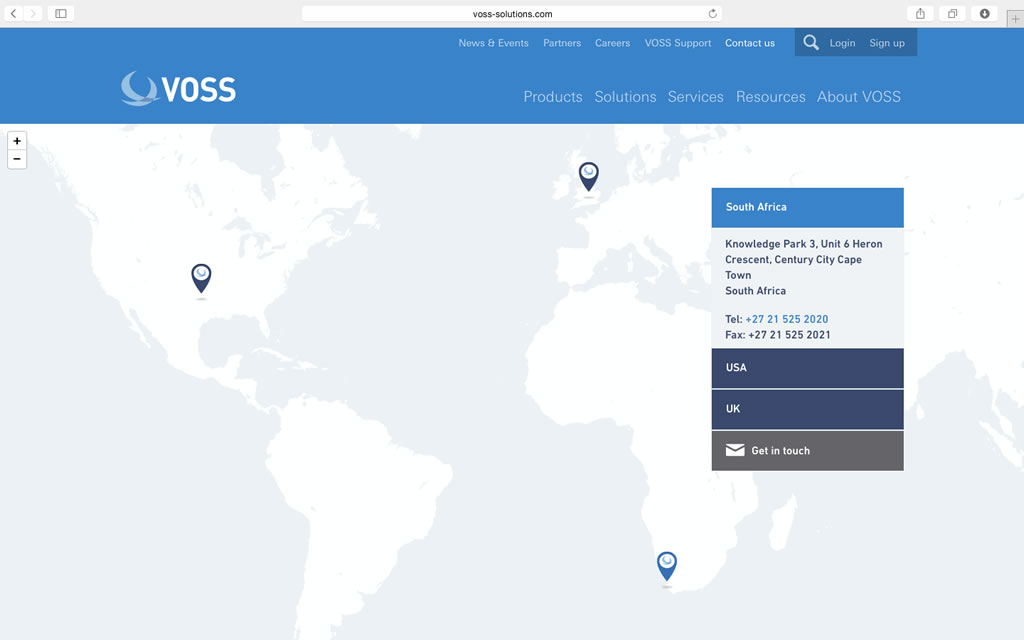 voss-solutions.com
News & Events Partners Careers VOSS Support Contact us Login Sign up
VOSS
Products Solutions Services Resources About VOSS
+
−
South Africa
Knowledge Park 3, Unit 6 Heron
Crescent, Century City Cape
Town
South Africa
Tel: +27 21 525 2020
Fax: +27 21 525 2021
USA
UK
Get in touch